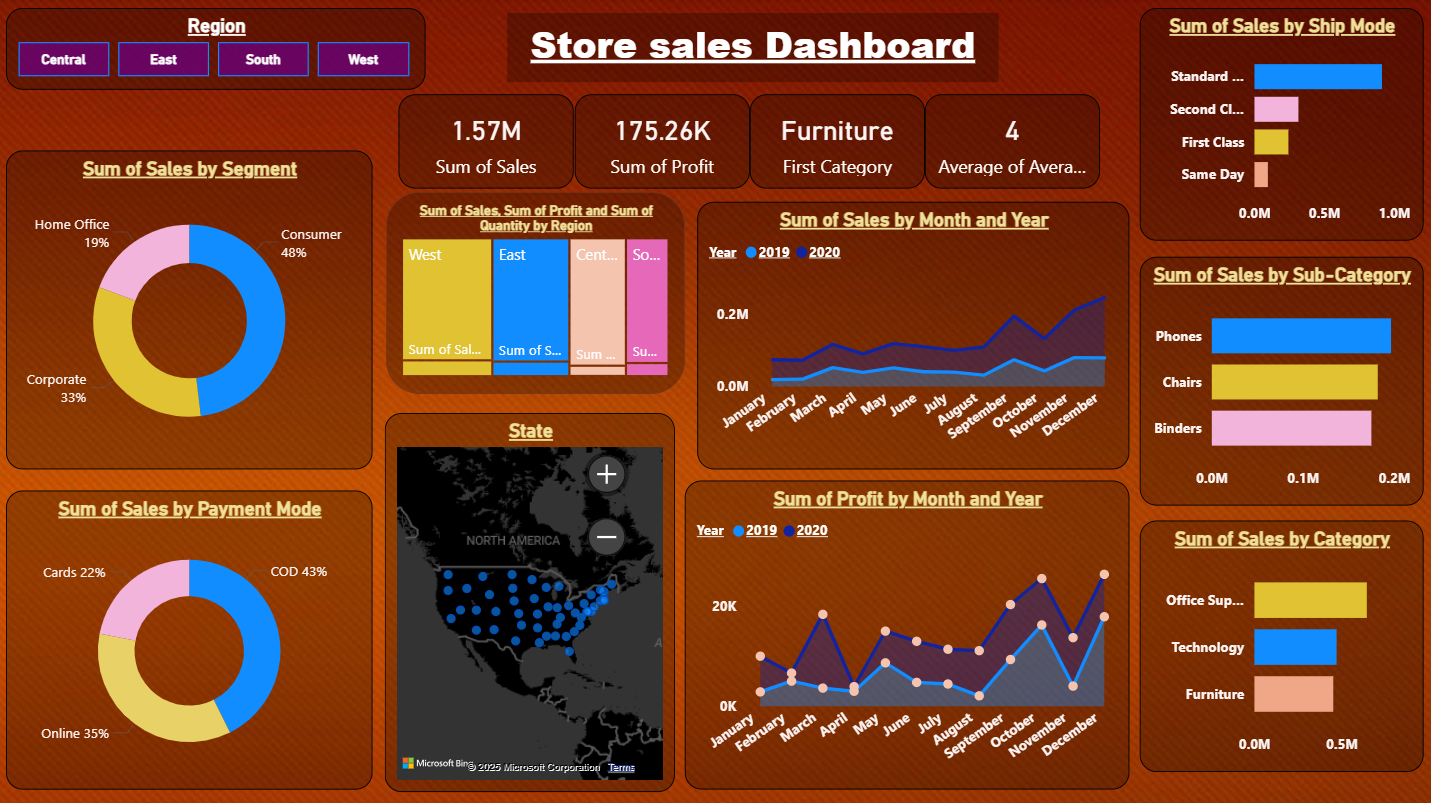 Region
Central
East
South
West
Store sales Dashboard
1.57M
Sum of Sales
175.26K
Sum of Profit
Furniture
First Category
4
Average of Avera...
Sum of Sales by Segment
Home Office
19%
Consumer
48%
Corporate
33%
Sum of Sales by Payment Mode
Cards 22%
COD 43%
Online 35%
Sum of Sales, Sum of Profit and Sum of
Quantity by Region
West
East
Cent...
So...
Sum of Sal...
Sum of S...
Sum ...
Su...
State
NORTH AMERICA
A
Microsoft Bing
© 2025 Microsoft Corporation Terms
Sum of Sales by Month and Year
Year 2019 2020
0.2M
0.0M
January
February
March
April
May
June
July
August
September
October
November
December
Sum of Profit by Month and Year
Year 2019 2020
20K
0K
January
February
March
April
May
June
July
August
September
October
November
December
Sum of Sales by Ship Mode
Standard ...
Second Cl...
First Class
Same Day
0.0M 0.5M 1.0M
Sum of Sales by Sub-Category
Phones
Chairs
Binders
0.0M 0.1M 0.2M
Sum of Sales by Category
Office Sup...
Technology
Furniture
0.0M 0.5M